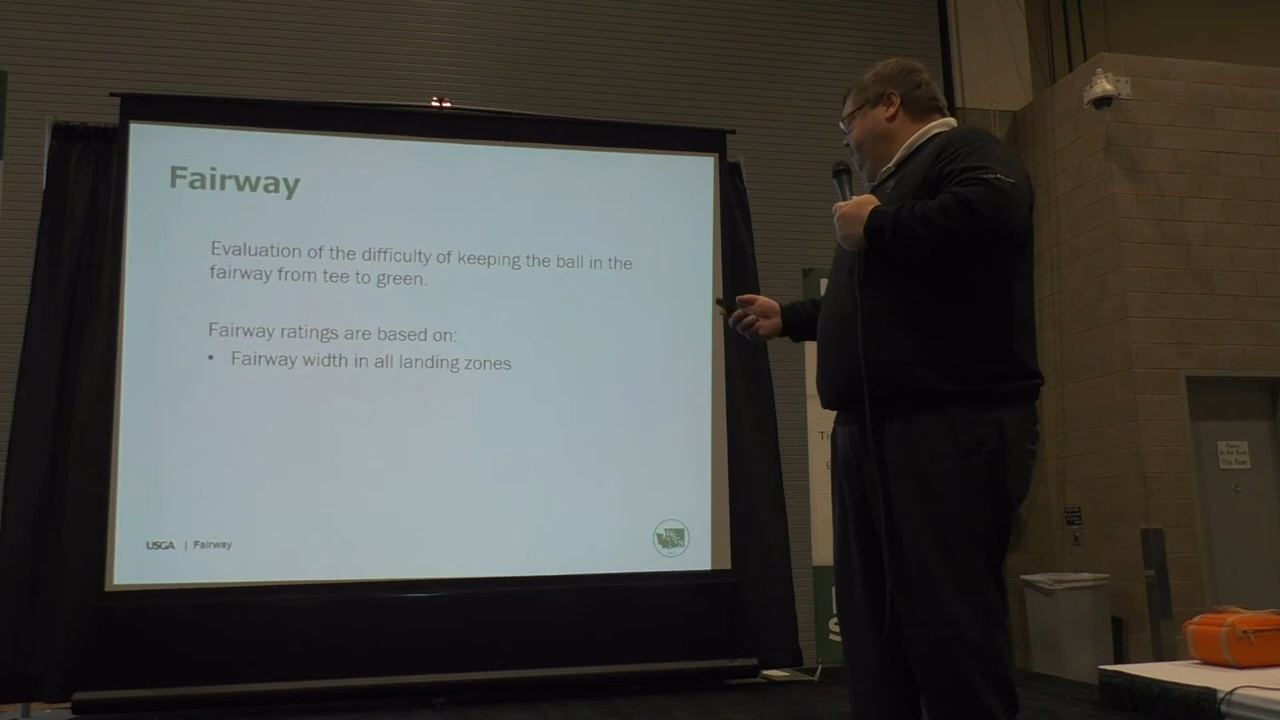 Fairway
Evaluation of the difficulty of keeping the ball in the
fairway from tee to green.
Fairway ratings are based on:
• Fairway width in all landing zones
USGA | Fairway